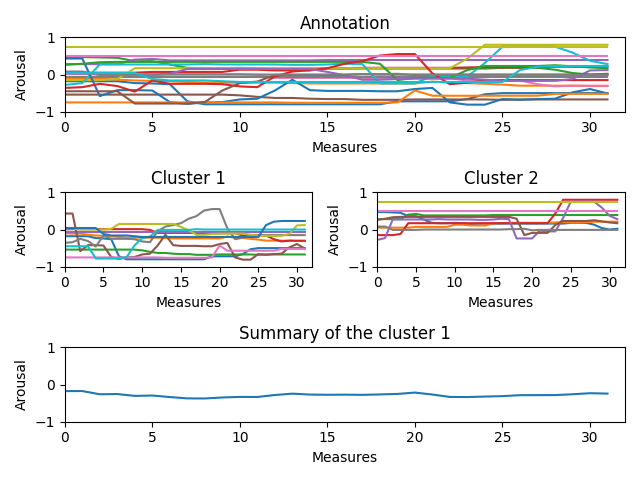 Annotation
1
0
-1
Arousal
0 5 10 15 20 25 30
Measures
Cluster 1
1
0
-1
Arousal
0 5 10 15 20 25 30
Measures
Cluster 2
1
0
-1
Arousal
0 5 10 15 20 25 30
Measures
Summary of the cluster 1
1
0
-1
Arousal
0 5 10 15 20 25 30
Measures